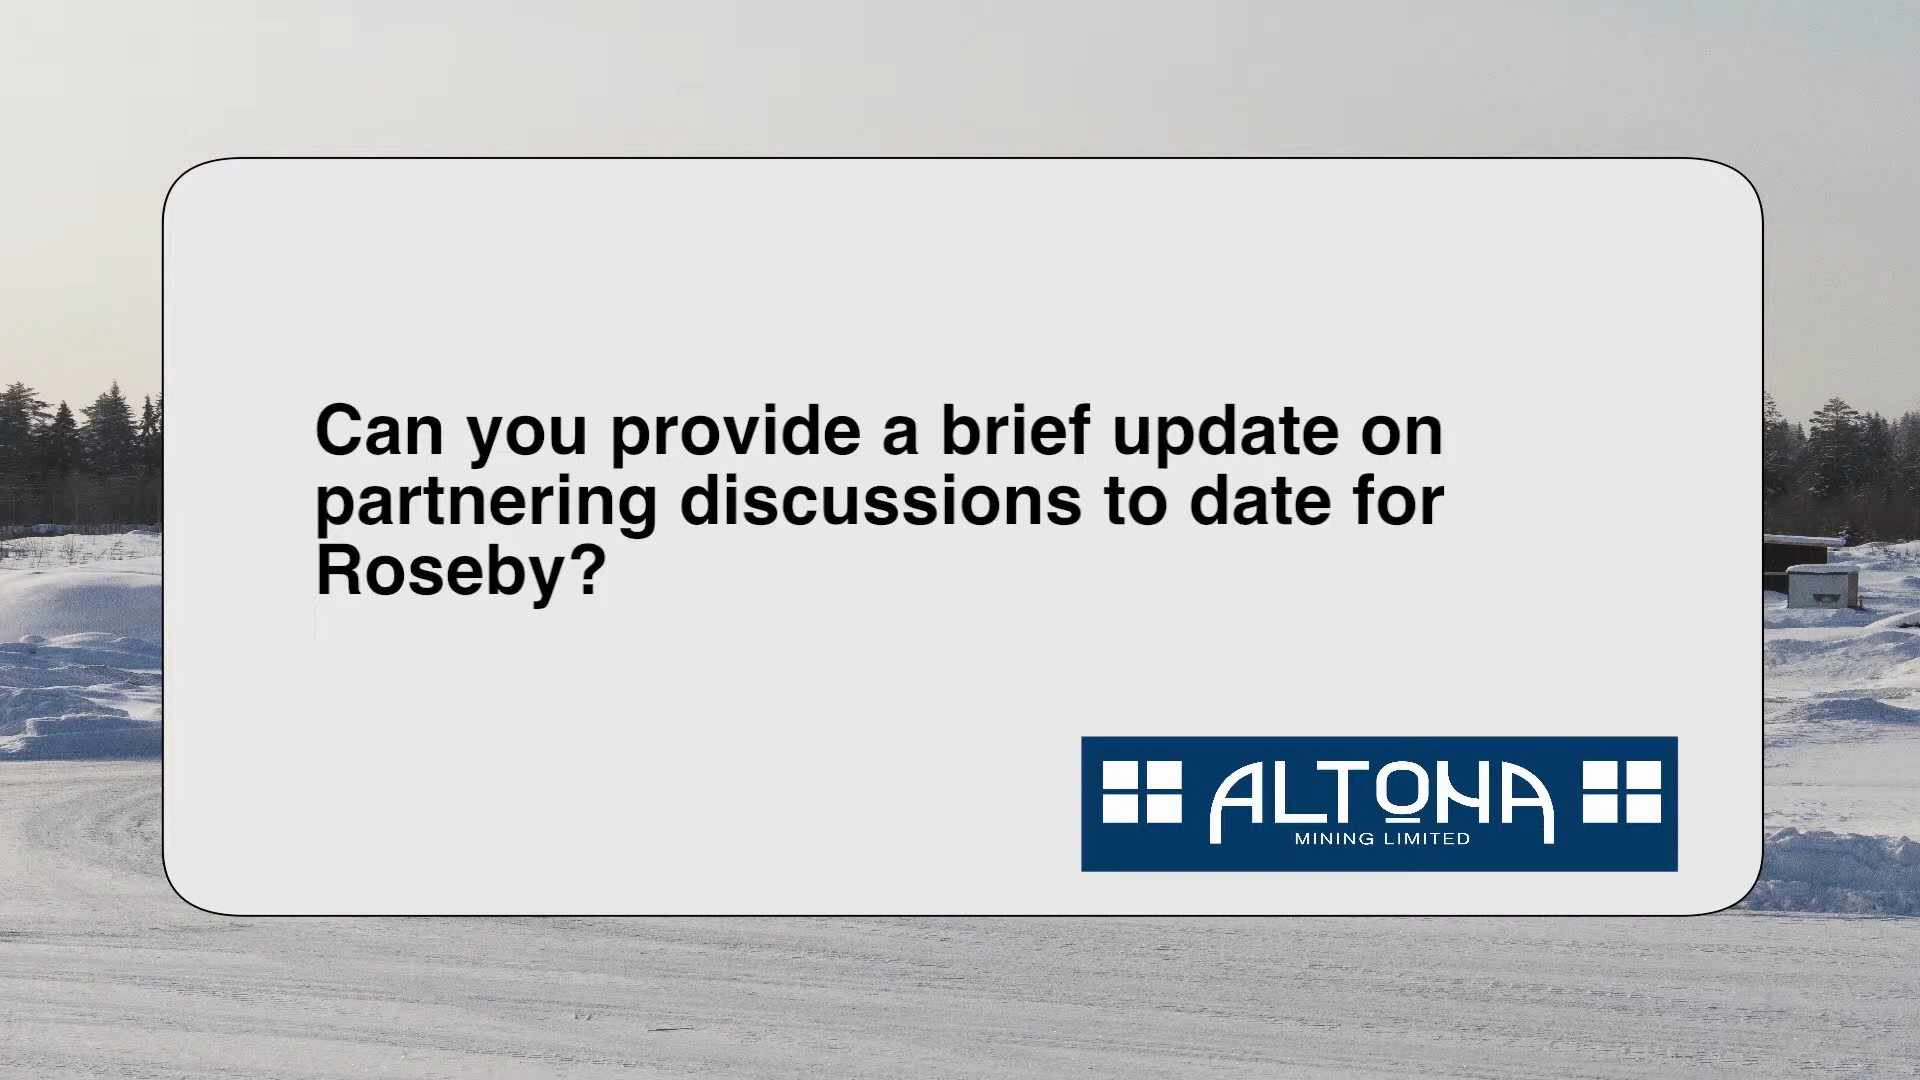 Can you provide a brief update on
partnering discussions to date for
Roseby?
ALTONA
MINING LIMITED